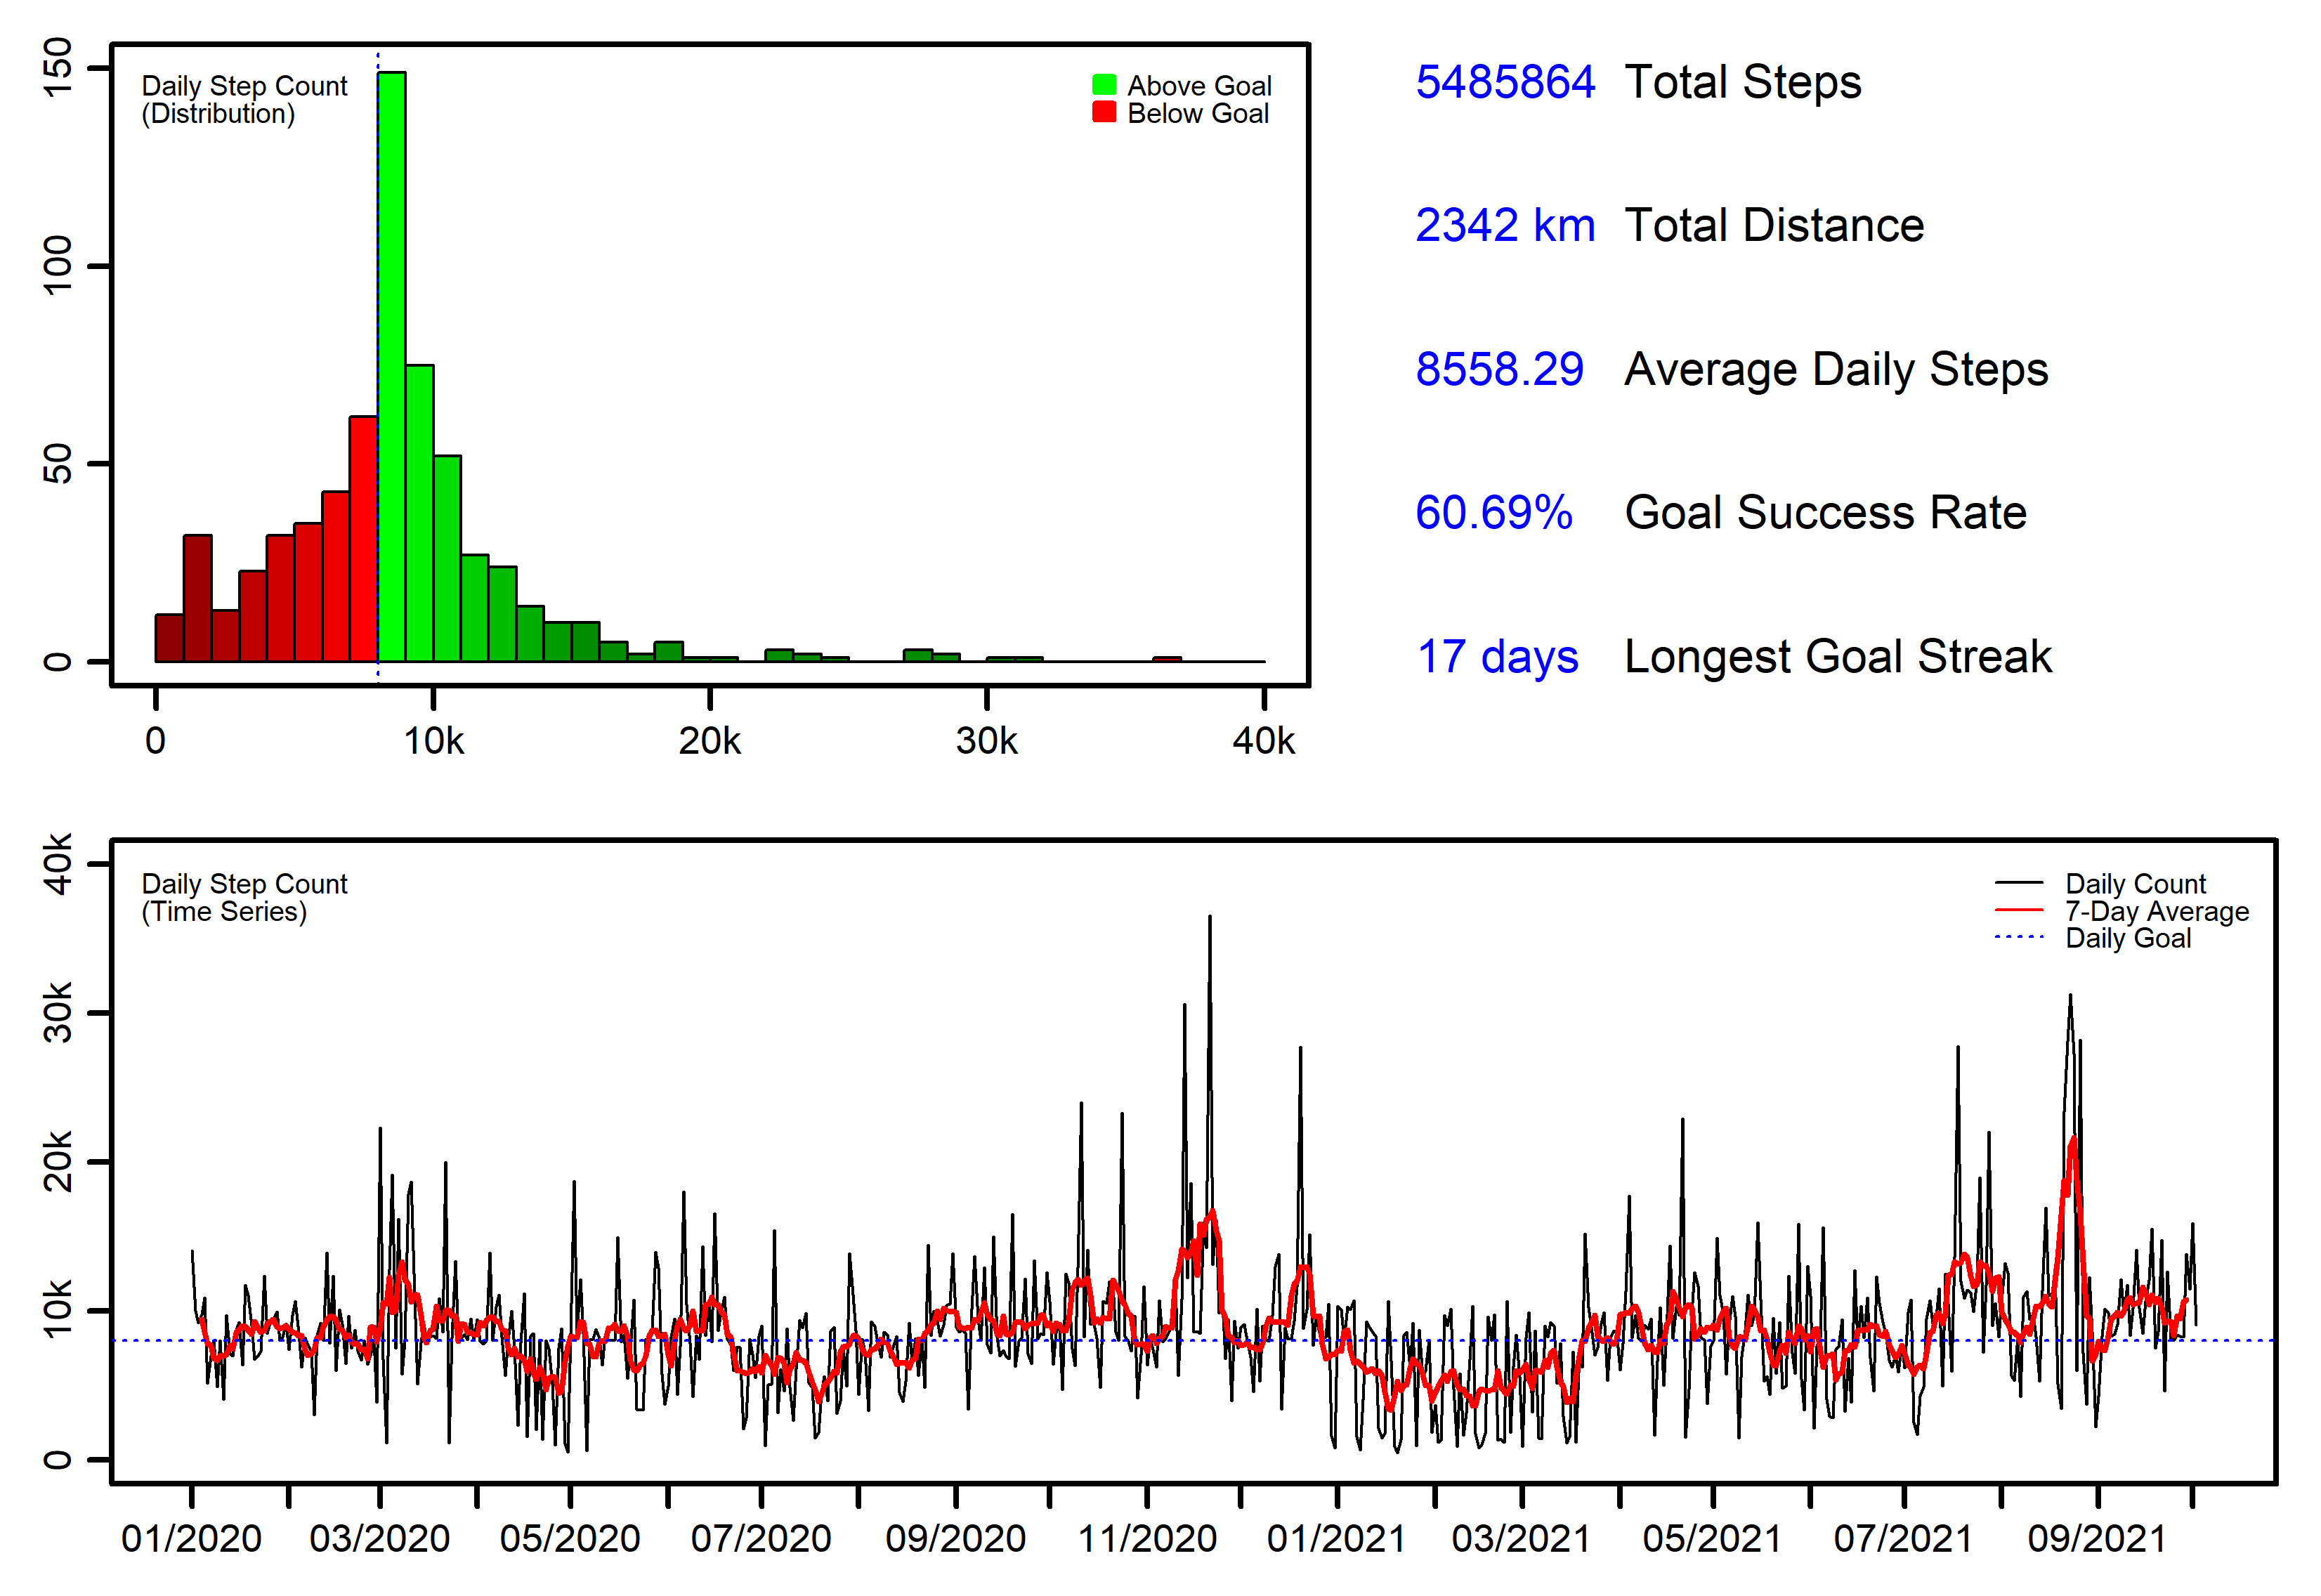 Daily Step Count
(Distribution)
Above Goal
Below Goal
150
100
50
0
0
10k
20k
30k
40k
5485864 Total Steps
2342 km Total Distance
8558.29 Average Daily Steps
60.69% Goal Success Rate
17 days Longest Goal Streak
Daily Step Count
(Time Series)
Daily Count
7-Day Average
Daily Goal
40k
30k
20k
10k
0
01/2020
03/2020
05/2020
07/2020
09/2020
11/2020
01/2021
03/2021
05/2021
07/2021
09/2021